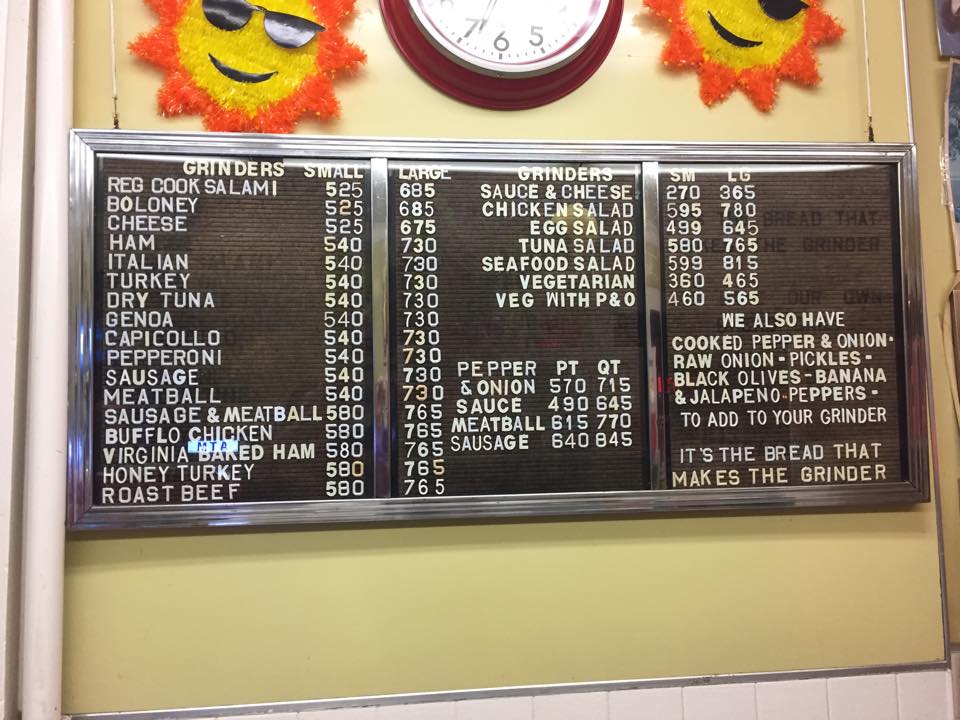 7 6 5
GRINDERS SMALL LARGE
REG COOK SALAMI 525 685
BOLONEY 525 685
CHEESE 525 675
HAM 540 730
ITALIAN 540 730
TURKEY 540 730
DRY TUNA 540 730
GENOA 540 730
CAPICOLLO 540 730
PEPPERONI 540 730
SAUSAGE 540 730
MEATBALL 540 730
SAUSAGE & MEATBALL 580 765
BUFFLO CHICKEN 580 765
VIRGINIA BAKED HAM 580 765
MTA
HONEY TURKEY 580 765
ROAST BEEF 580 765
GRINDERS SM LG
SAUCE & CHEESE 270 365
CHICKEN SALAD 595 780
EGG SALAD 499 645
TUNA SALAD 580 765
SEAFOOD SALAD 599 815
VEGETARIAN 360 465
VEG WITH P&O 460 565
PEPPER PT QT
& ONION 570 715
SAUCE 490 645
MEATBALL 615 770
SAUSAGE 640 845
WE ALSO HAVE
COOKED PEPPER & ONION-
RAW ONION - PICKLES -
BLACK OLIVES - BANANA
& JALAPENO - PEPPERS -
TO ADD TO YOUR GRINDER
IT'S THE BREAD THAT
MAKES THE GRINDER